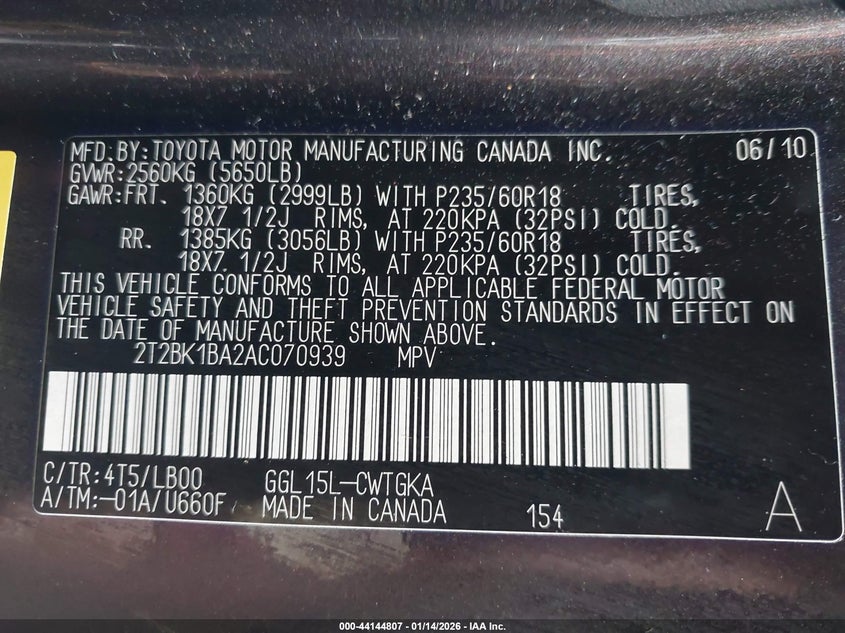 MFD.BY:TOYOTA MOTOR MANUFACTURING CANADA INC. 06/10
GVWR:2560KG (5650LB)
GAWR:FRT. 1360KG (2999LB) WITH P235/60R18 TIRES,
18X7 1/2J RIMS, AT 220KPA (32PSI) COLD.
RR. 1385KG (3056LB) WITH P235/60R18 TIRES,
18X7 1/2J RIMS, AT 220KPA (32PSI) COLD.
THIS VEHICLE CONFORMS TO ALL APPLICABLE FEDERAL MOTOR
VEHICLE SAFETY AND THEFT PREVENTION STANDARDS IN EFFECT ON
THE DATE OF MANUFACTURE SHOWN ABOVE.
2T2BK1BA2AC070939 MPV
C/TR:4T5/LB00 GGL15L-CWTGKA
A/TM:-01A/U660F MADE IN CANADA 154 A
000-44144807 - 01/14/2026 - IAA Inc.